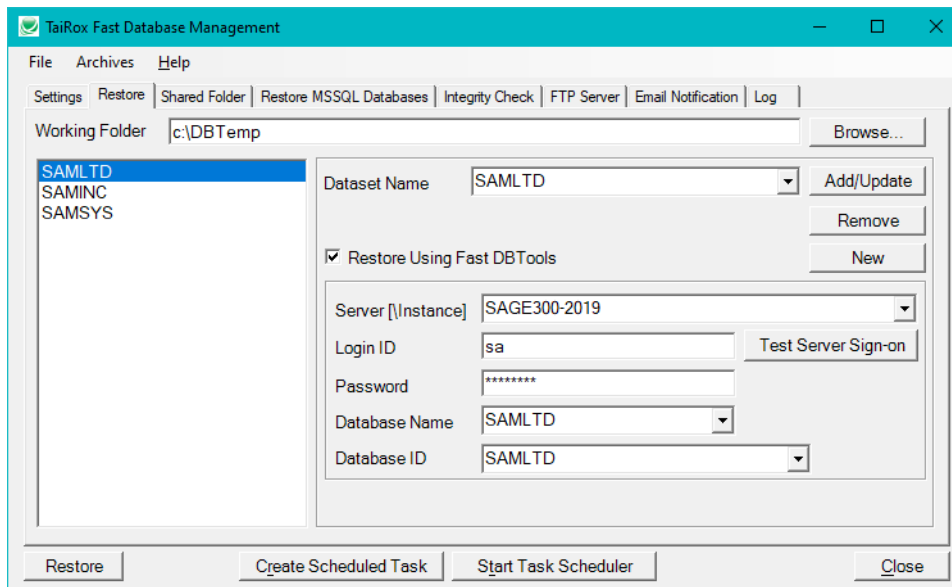 TaiRox Fast Database Management
File Archives Help
Settings Restore Shared Folder Restore MSSQL Databases Integrity Check FTP Server Email Notification Log
Working Folder c:\DBTemp Browse...
SAMLTD
SAMINC
SAMSYS
Dataset Name SAMLTD Add/Update
Remove
Restore Using Fast DBTools New
Server [\Instance] SAGE300-2019
Login ID sa Test Server Sign-on
Password ********
Database Name SAMLTD
Database ID SAMLTD
Restore Create Scheduled Task Start Task Scheduler Close